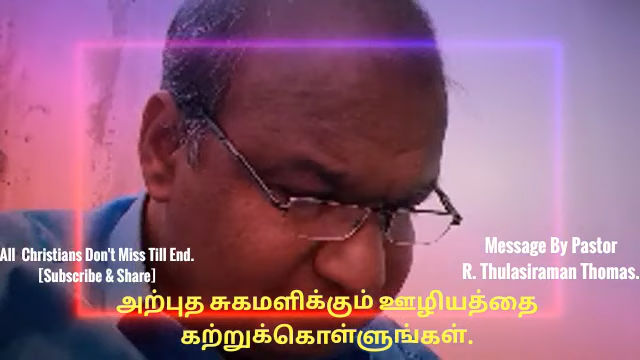 All Christians Don't Miss Till End.
[Subscribe & Share]
Message By Pastor
R. Thulasiraman Thomas.
அற்புத சுகமளிக்கும் ஊழியத்தை
கற்றுக்கொள்ளுங்கள்.